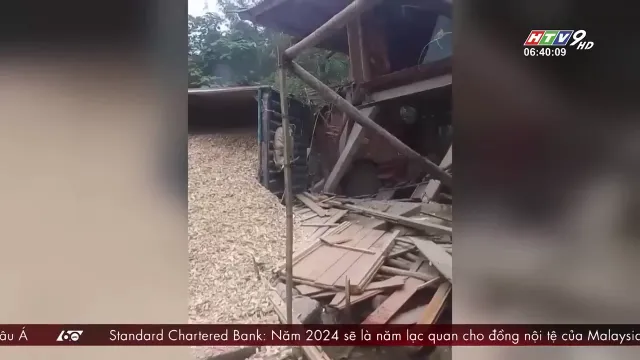 HTV9 HD
06:40:09
âu Á 60 Standard Chartered Bank: Năm 2024 sẽ là năm lạc quan cho đồng nội tệ của Malaysia